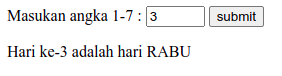 Masukan angka 1-7 : 3 submit
Hari ke-3 adalah hari RABU